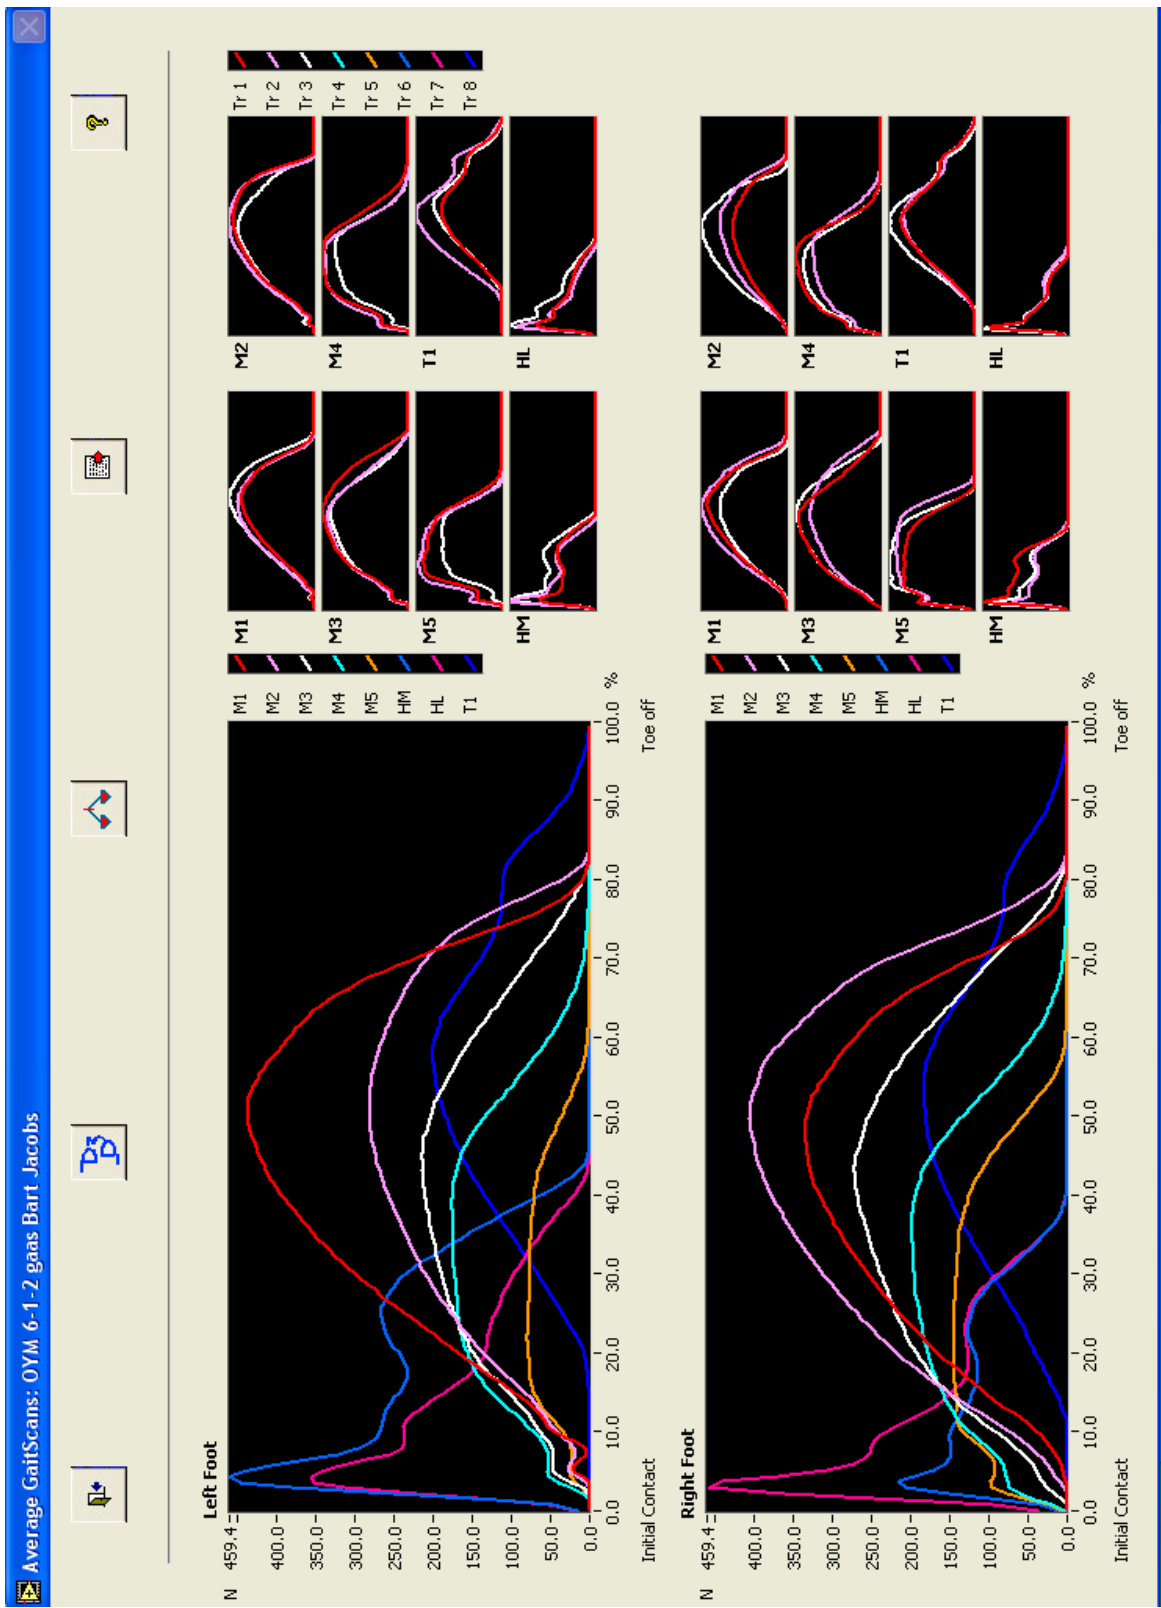 Average GaitScans: OYM 6-1-2 gaas Bart Jacobs
?
Left Foot
N
459.4
400.0
350.0
300.0
250.0
200.0
150.0
100.0
50.0
0.0
0.0 10.0 20.0 30.0 40.0 50.0 60.0 70.0 80.0 90.0 100.0 %
Initial Contact Toe off
M1
M2
M3
M4
M5
HM
HL
T1
M1 M2
M3 M4
M5 T1
HM HL
Tr 1
Tr 2
Tr 3
Tr 4
Tr 5
Tr 6
Tr 7
Tr 8
Right Foot
N
459.4
400.0
350.0
300.0
250.0
200.0
150.0
100.0
50.0
0.0
0.0 10.0 20.0 30.0 40.0 50.0 60.0 70.0 80.0 90.0 100.0 %
Initial Contact Toe off
M1
M2
M3
M4
M5
HM
HL
T1
M1 M2
M3 M4
M5 T1
HM HL